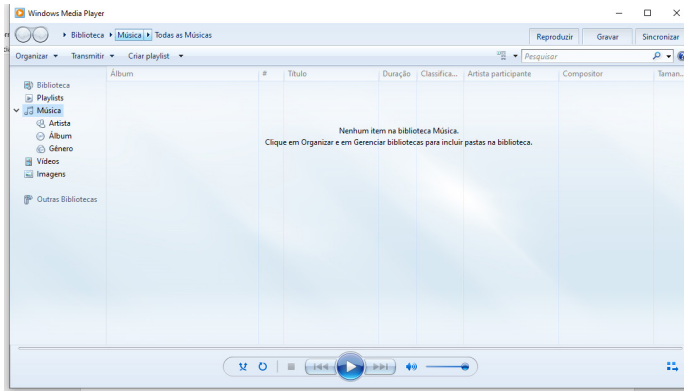 Windows Media Player
Biblioteca Música Todas as Músicas
Reproduzir Gravar Sincronizar
Organizar Transmitir Criar playlist
Pesquisar
Álbum # Título Duração Classifica... Artista participante Compositor Taman...
Biblioteca
Playlists
Música
Artista
Álbum
Gênero
Vídeos
Imagens
Outras Bibliotecas
Nenhum item na biblioteca Música.
Clique em Organizar e em Gerenciar bibliotecas para incluir pastas na biblioteca.